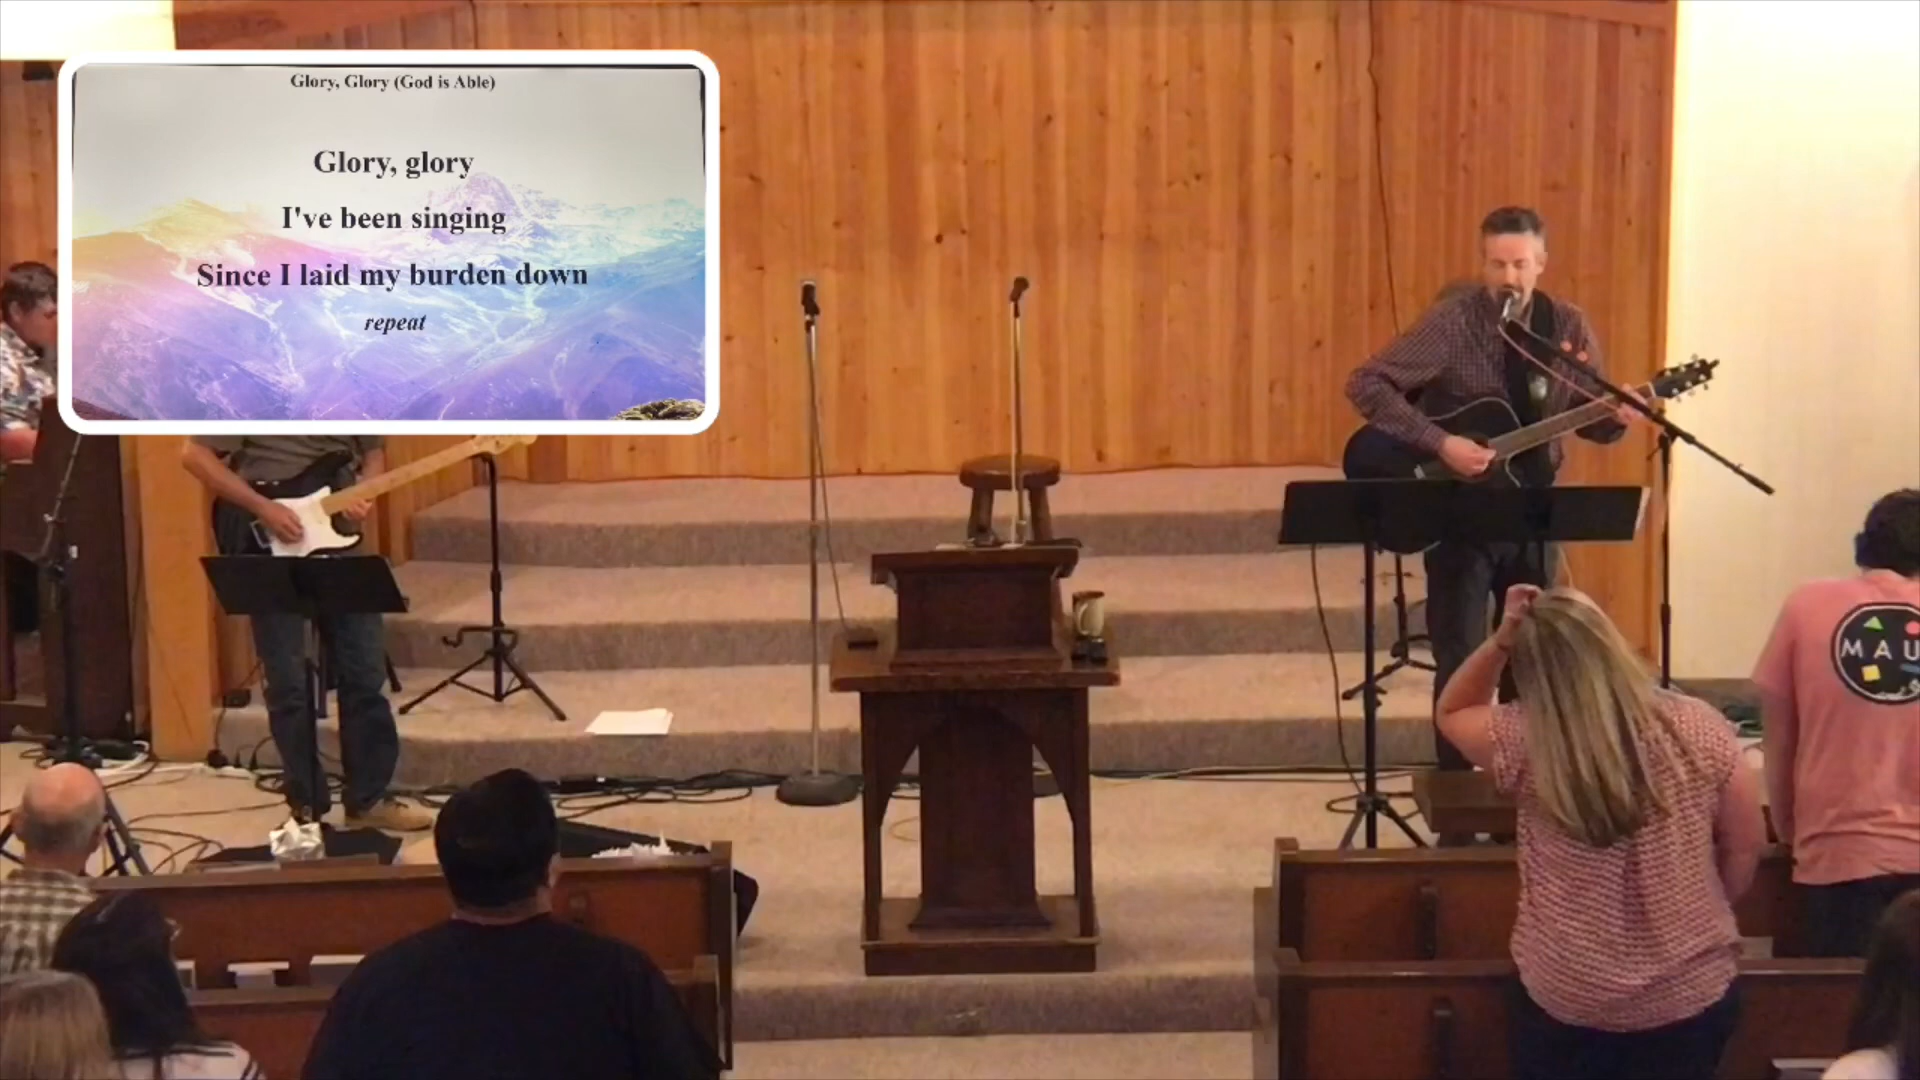 Glory, Glory (God is Able)
Glory, glory
I've been singing
Since I laid my burden down
repeat
MAU